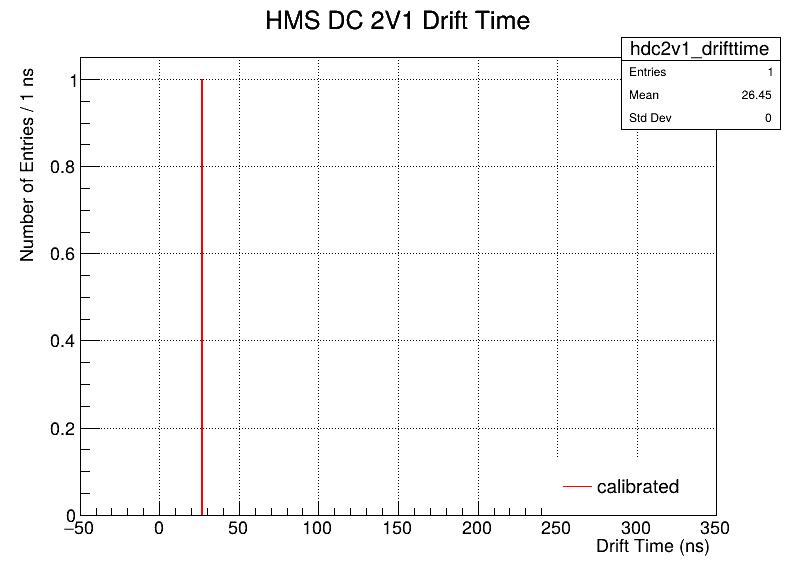 HMS DC 2V1 Drift Time
hdc2v1_drifttime
Entries 1
Mean 26.45
Std Dev 0
Number of Entries / 1 ns
1
0.8
0.6
0.4
0.2
0
−50 0 50 100 150 200 250 300 350
Drift Time (ns)
calibrated